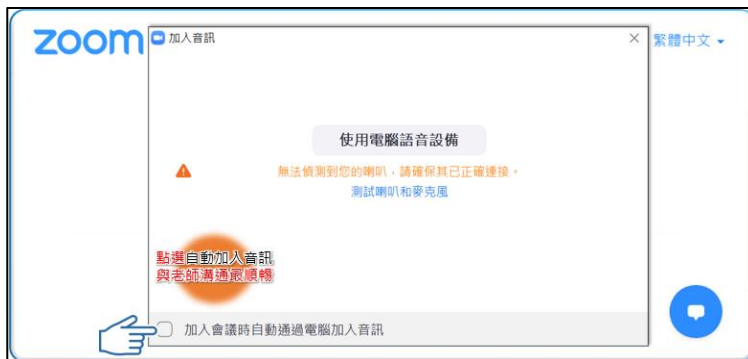 zoom
加入音訊
繁體中文
使用電腦語音設備
無法偵測到您的喇叭，請確保其已正確連接。
測試喇叭和麥克風
點選自動加入音訊
與老師溝通最順暢
加入會議時自動通過電腦加入音訊